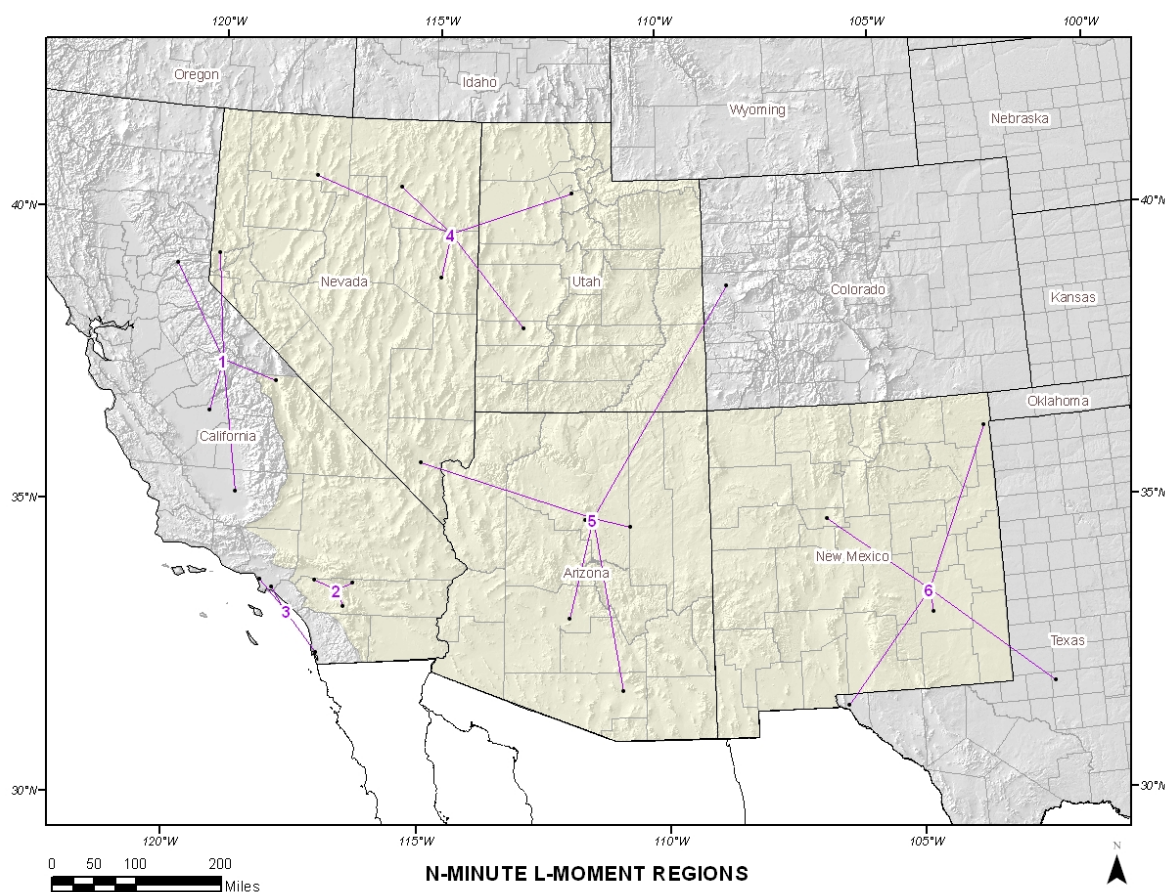 120°W 115°W 110°W 105°W 100°W
Oregon
Idaho
Wyoming
Nebraska
40°N 40°N
4
Nevada
Utah
Colorado
Kansas
1
Oklahoma
California
35°N 35°N
5
New Mexico
Arizona
2
6
3
Texas
30°N 30°N
120°W 115°W 110°W 105°W
0 50 100 200
Miles
N-MINUTE L-MOMENT REGIONS
N